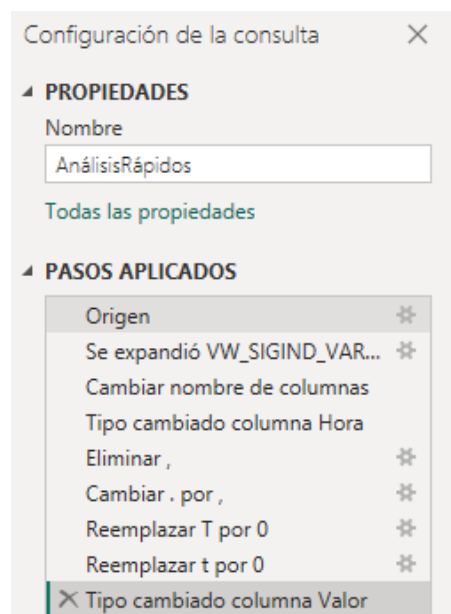 Configuración de la consulta
PROPIEDADES
Nombre
AnálisisRápidos
Todas las propiedades
PASOS APLICADOS
Origen
Se expandió VW_SIGIND_VAR...
Cambiar nombre de columnas
Tipo cambiado columna Hora
Eliminar ,
Cambiar . por ,
Reemplazar T por 0
Reemplazar t por 0
Tipo cambiado columna Valor